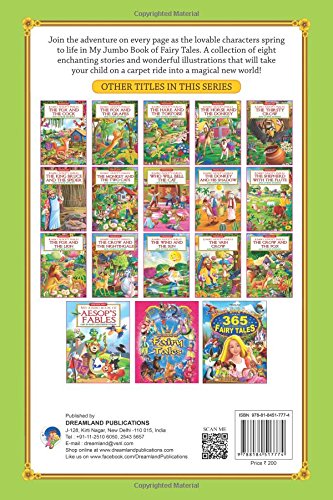 Join the adventure on every page as the lovable characters spring
to life in My Jumbo Book of Fairy Tales. A collection of eight
enchanting stories and wonderful illustrations that will take
your child on a carpet ride into a magical new world!
OTHER TITLES IN THIS SERIES
THE FOX AND
THE COCK
THE FOX AND
THE GRAPES
THE HARE AND
THE TORTOISE
THE HORSE AND
THE DONKEY
THE THIRSTY
CROW
THE KING BRUCE
AND THE SPIDER
THE MONKEY AND
THE TWO CATS
WHO WILL BELL
THE CAT
THE DONKEY
AND HIS SHADOW
THE SHEPHERD
WITH THE FLUTE
THE FOX AND
THE LION
THE CROW AND
THE NIGHTINGALE
THE WIND AND
THE SUN
THE VAIN
CROW
THE CROW AND
THE FOX
AESOP'S
FABLES
Fairy
Tales
365
FAIRY TALES
Published by
DREAMLAND PUBLICATIONS
J-128, Kirti Nagar, New Delhi -110 015, India
Tel : +91-11-2510 6050, 2543 5657
E-mail : dreamland@vsnl.com
Shop online at www.dreamlandpublications.com
Like us on www.facebook.com/DreamlandPublications
SCAN ME
ISBN 978-81-8451-777-4
9 788184 517774
Price ₹ 200